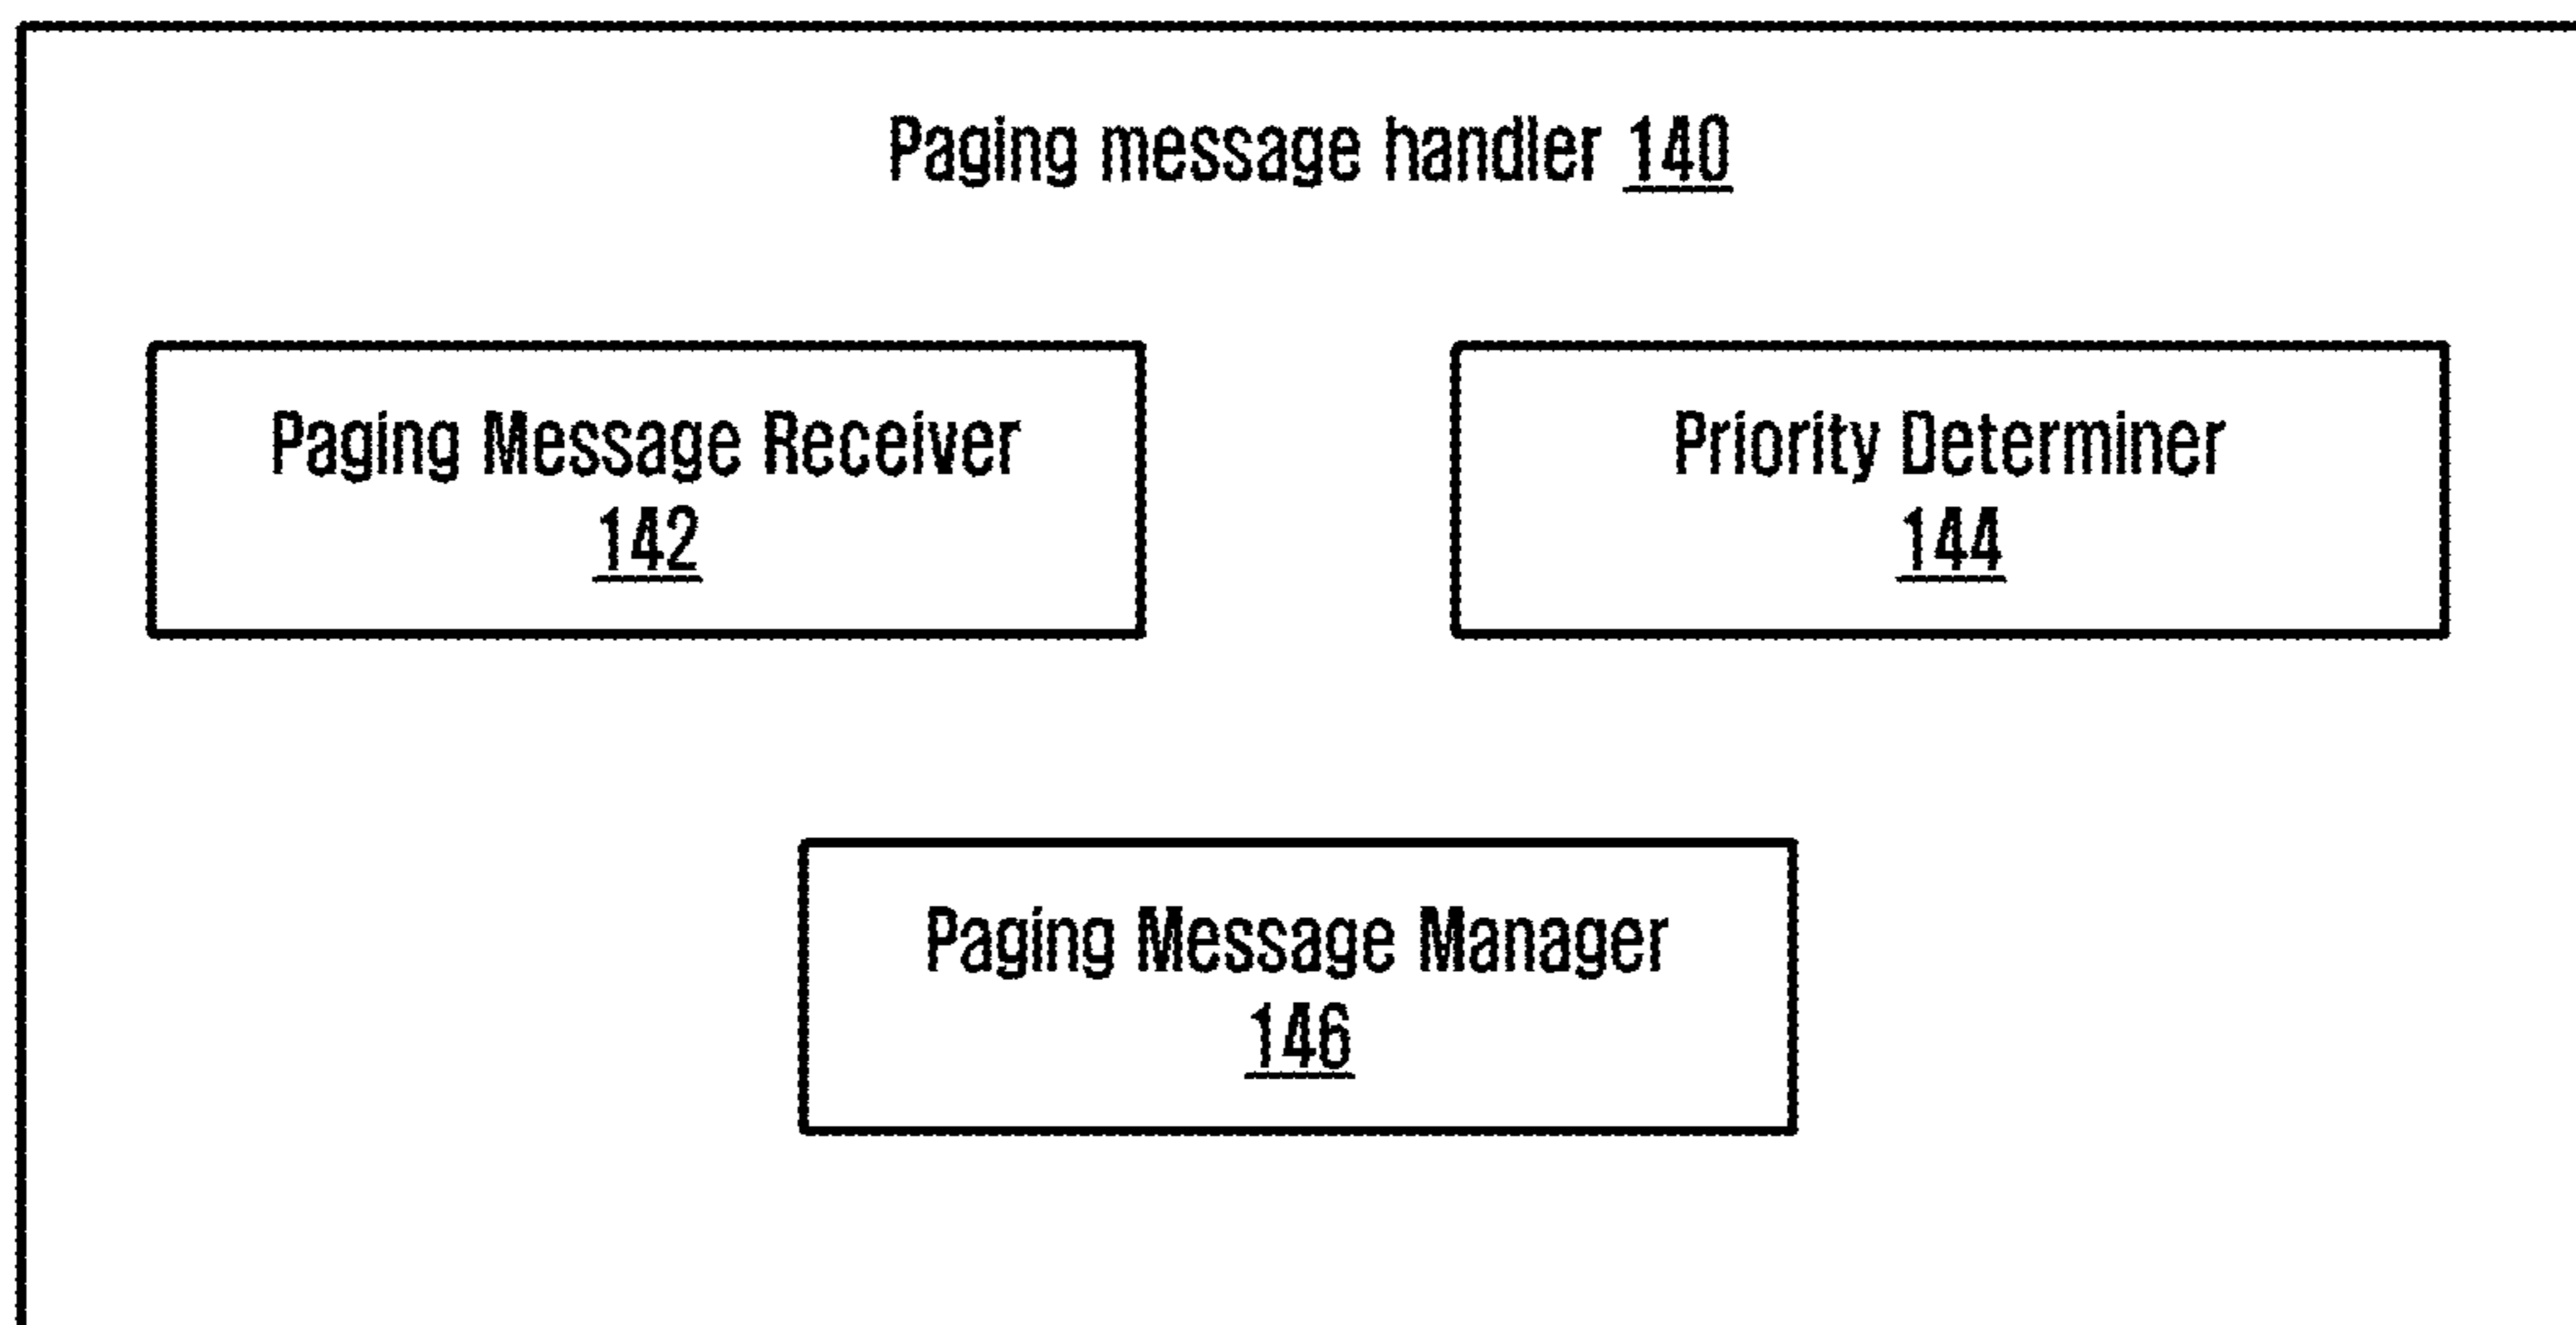 Paging message handler 140
Paging Message Receiver
142
Priority Determiner
144
Paging Message Manager
146